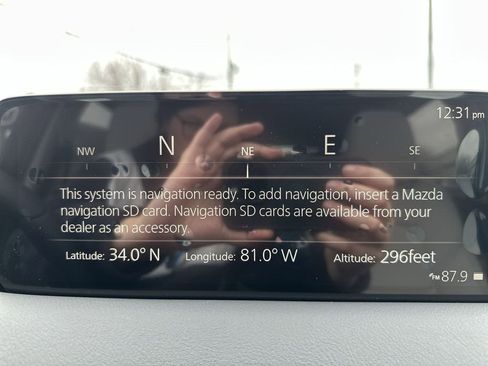 12:31pm
NW N NE E SE
This system is navigation ready. To add navigation, insert a Mazda
navigation SD card. Navigation SD cards are available from your
dealer as an accessory.
Latitude: 34.0° N Longitude: 81.0° W Altitude: 296feet
FM 87.9